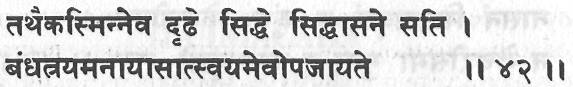 तथैकस्मिन्नेव दृढे सिद्धे सिद्धासने सति ।
बंधत्रयमनायासात्स्वयमेवोपजायते ॥ ४२ ॥